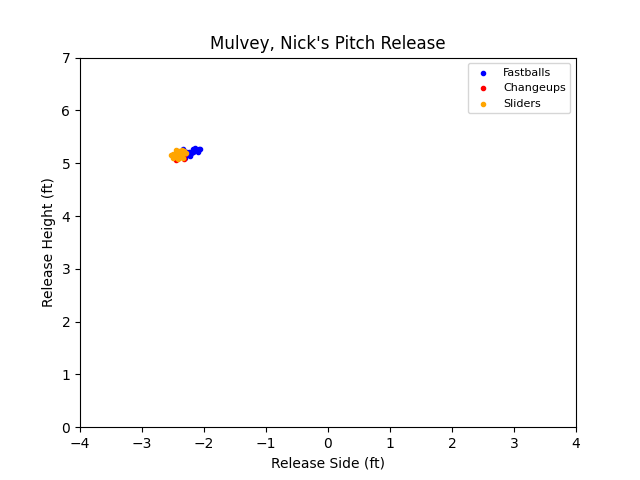 Mulvey, Nick's Pitch Release
Fastballs
Changeups
Sliders
Release Height (ft)
7
6
5
4
3
2
1
0
−4
−3
−2
−1
0
1
2
3
4
Release Side (ft)